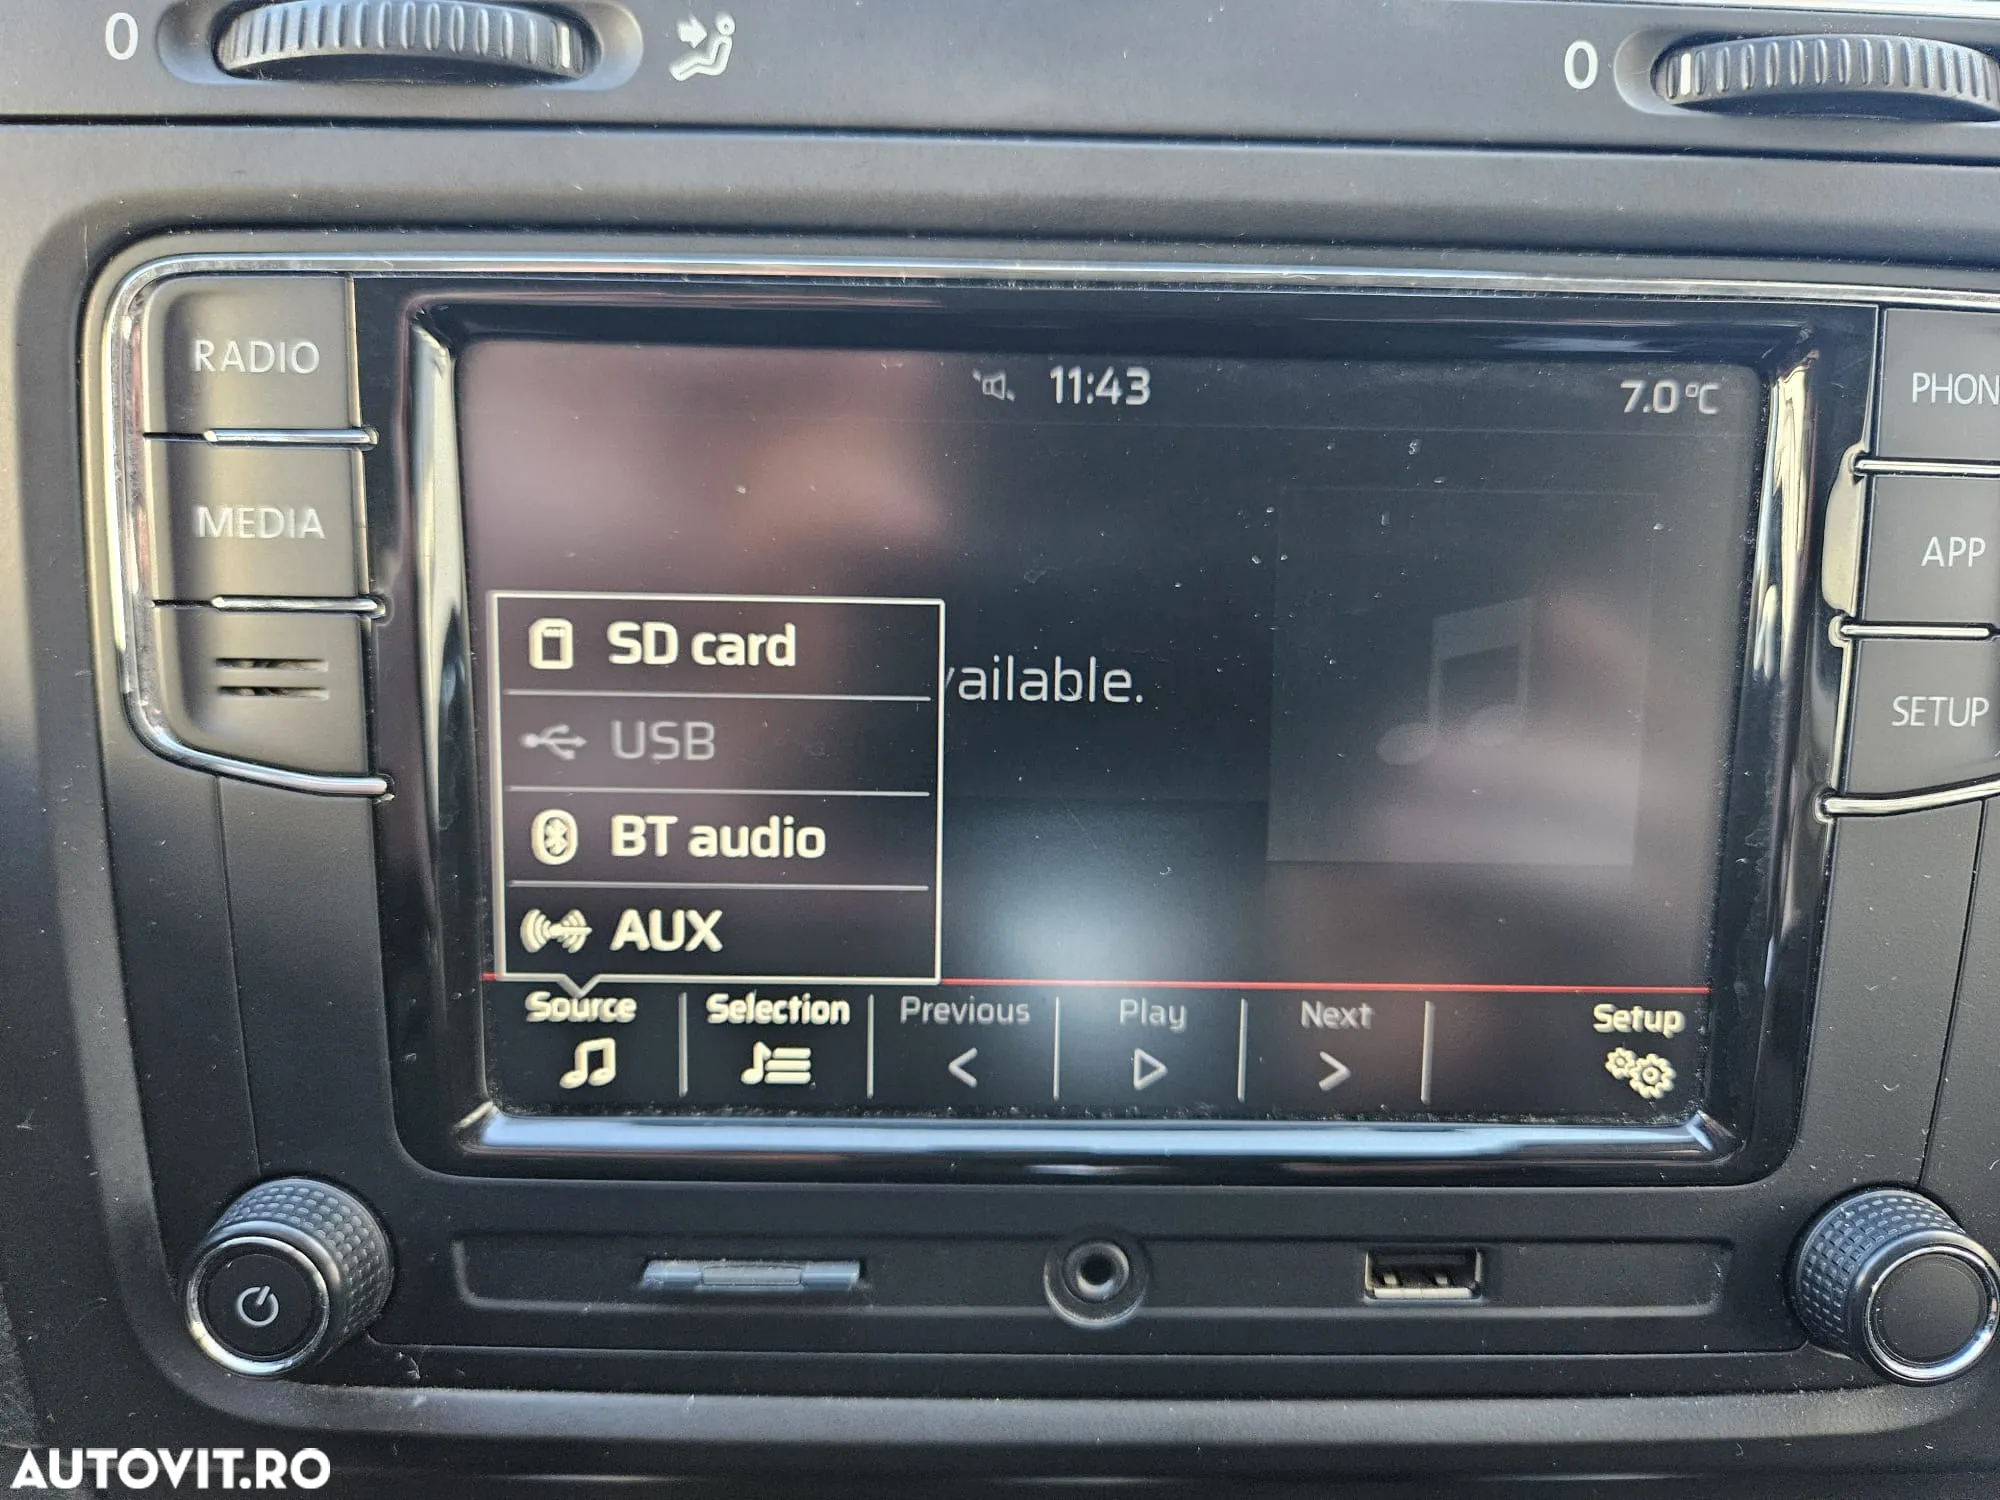 0
0
RADIO
11:43
7.0 °C
PHON
MEDIA
APP
SETUP
SD card
ailable.
USB
BT audio
AUX
Source
Selection
Previous
Play
Next
Setup
AUTOVIT.RO